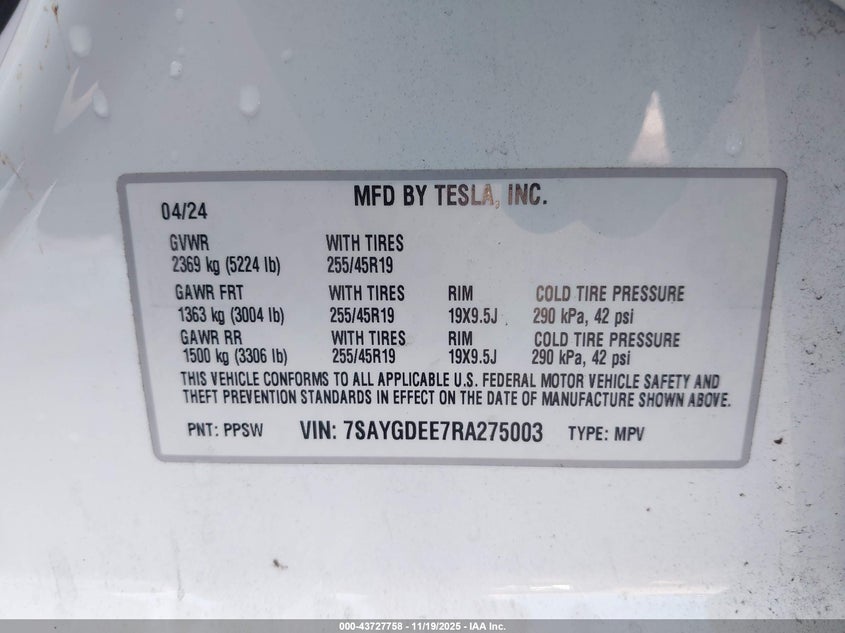 MFD BY TESLA, INC.
04/24
GVWR WITH TIRES
2369 kg (5224 lb) 255/45R19
GAWR FRT WITH TIRES RIM COLD TIRE PRESSURE
1363 kg (3004 lb) 255/45R19 19X9.5J 290 kPa, 42 psi
GAWR RR WITH TIRES RIM COLD TIRE PRESSURE
1500 kg (3306 lb) 255/45R19 19X9.5J 290 kPa, 42 psi
THIS VEHICLE CONFORMS TO ALL APPLICABLE U.S. FEDERAL MOTOR VEHICLE SAFETY AND
THEFT PREVENTION STANDARDS IN EFFECT ON THE DATE OF MANUFACTURE SHOWN ABOVE.
PNT: PPSW VIN: 7SAYGDEE7RA275003 TYPE: MPV
000-43727758 - 11/19/2025 - IAA Inc.